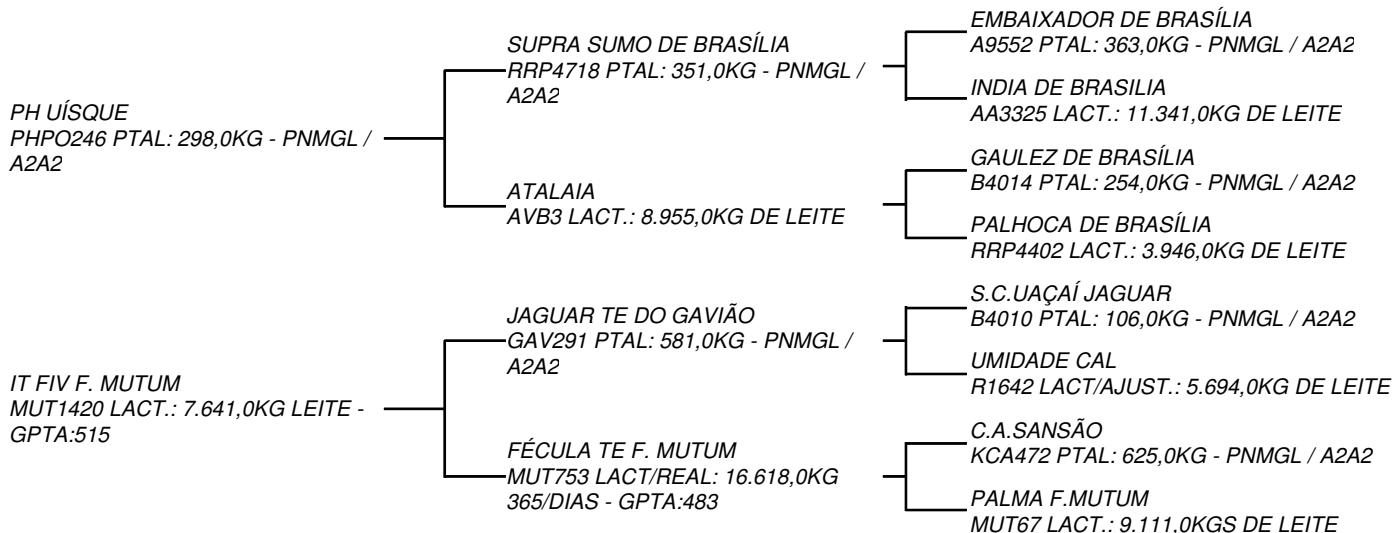 PH UÍSQUE
PHPO246 PTAL: 298,0KG - PNMGL /
A2A2
SUPRA SUMO DE BRASÍLIA
RRP4718 PTAL: 351,0KG - PNMGL /
A2A2
EMBAIXADOR DE BRASÍLIA
A9552 PTAL: 363,0KG - PNMGL / A2A2
INDIA DE BRASILIA
AA3325 LACT.: 11.341,0KG DE LEITE
ATALAIA
AVB3 LACT.: 8.955,0KG DE LEITE
GAULEZ DE BRASÍLIA
B4014 PTAL: 254,0KG - PNMGL / A2A2
PALHOCA DE BRASÍLIA
RRP4402 LACT.: 3.946,0KG DE LEITE
IT FIV F. MUTUM
MUT1420 LACT.: 7.641,0KG LEITE -
GPTA:515
JAGUAR TE DO GAVIÃO
GAV291 PTAL: 581,0KG - PNMGL /
A2A2
S.C.UAÇAÍ JAGUAR
B4010 PTAL: 106,0KG - PNMGL / A2A2
UMIDADE CAL
R1642 LACT/AJUST.: 5.694,0KG DE LEITE
FÉCULA TE F. MUTUM
MUT753 LACT/REAL: 16.618,0KG
365/DIAS - GPTA:483
C.A.SANSÃO
KCA472 PTAL: 625,0KG - PNMGL / A2A2
PALMA F.MUTUM
MUT67 LACT.: 9.111,0KGS DE LEITE